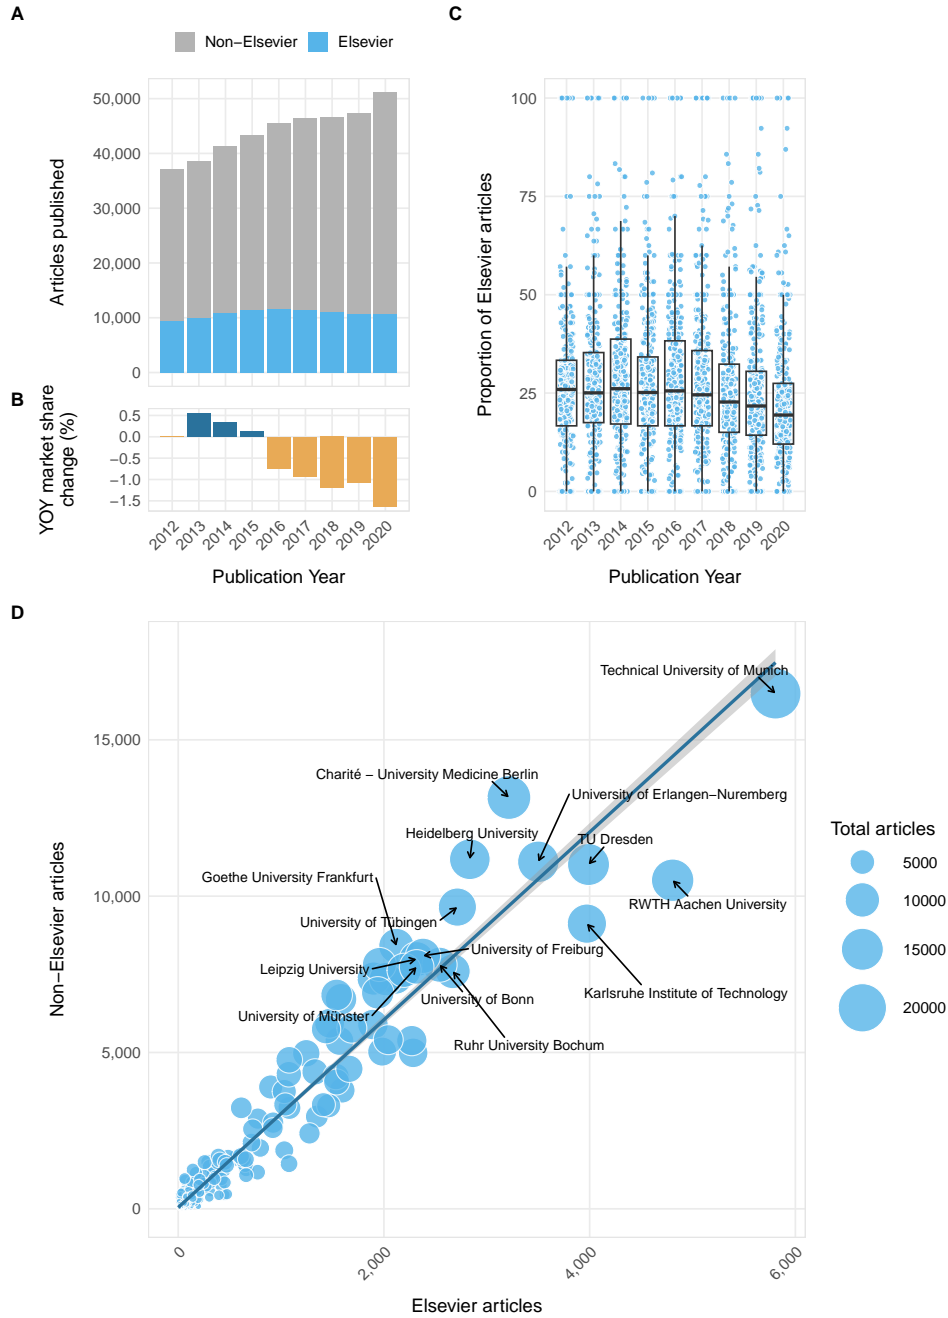 A
Non−Elsevier Elsevier
50,000
40,000
30,000
20,000
10,000
0
Articles published
B
0.5
0.0
−0.5
−1.0
−1.5
YOY market share
change (%)
2012 2013 2014 2015 2016 2017 2018 2019 2020
Publication Year
C
100
75
50
25
0
Proportion of Elsevier articles
2012 2013 2014 2015 2016 2017 2018 2019 2020
Publication Year
D
15,000
10,000
5,000
0
Non−Elsevier articles
Technical University of Munich
Charité − University Medicine Berlin
University of Erlangen−Nuremberg
Heidelberg University
TU Dresden
Goethe University Frankfurt
RWTH Aachen University
University of Tübingen
University of Freiburg
Leipzig University
Karlsruhe Institute of Technology
University of Bonn
University of Münster
Ruhr University Bochum
0 2,000 4,000 6,000
Elsevier articles
Total articles
5000
10000
15000
20000